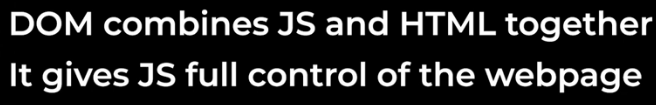 DOM combines JS and HTML together
It gives JS full control of the webpage